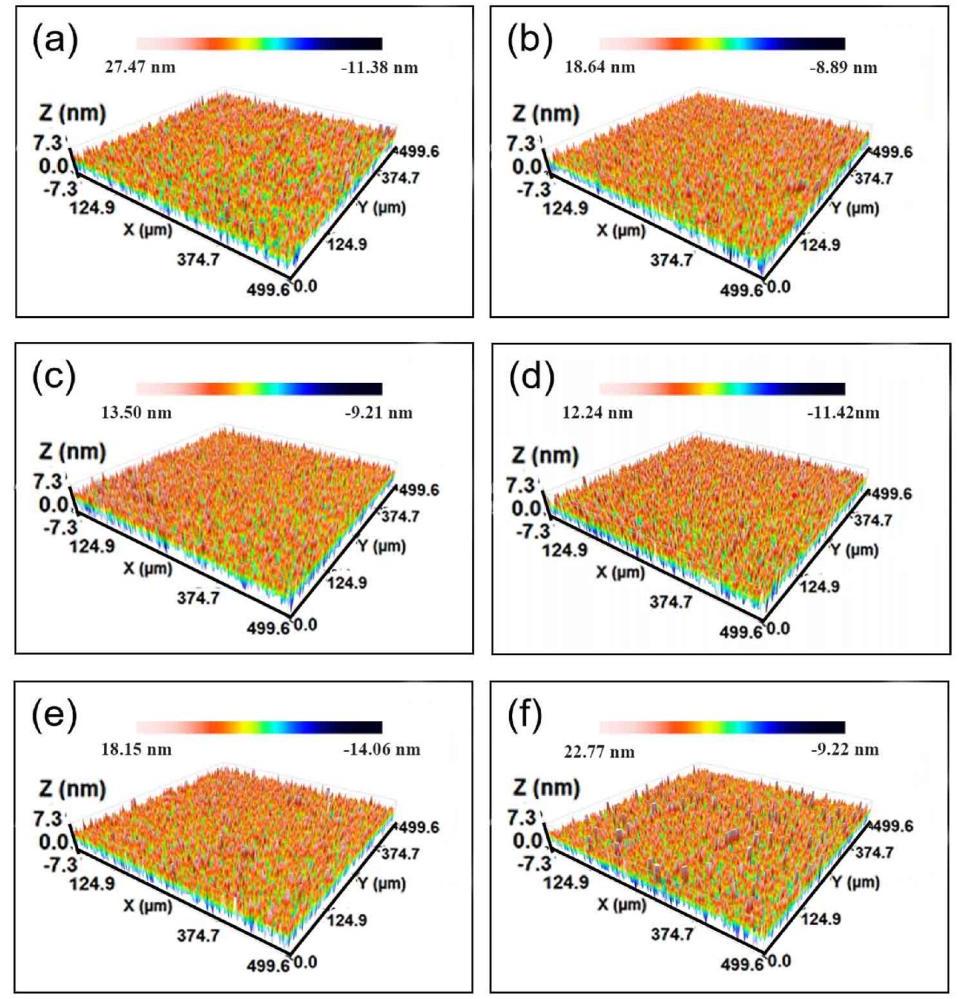 (a)
27.47 nm -11.38 nm
Z (nm)
7.3
0.0
-7.3
124.9
X (µm)
374.7
499.6
0.0
124.9
Y (µm)
374.7
499.6
(b)
18.64 nm -8.89 nm
Z (nm)
7.3
0.0
-7.3
124.9
X (µm)
374.7
499.6
0.0
124.9
Y (µm)
374.7
499.6
(c)
13.50 nm -9.21 nm
Z (nm)
7.3
0.0
-7.3
124.9
X (µm)
374.7
499.6
0.0
124.9
Y (µm)
374.7
499.6
(d)
12.24 nm -11.42nm
Z (nm)
7.3
0.0
-7.3
124.9
X (µm)
374.7
499.6
0.0
124.9
Y (µm)
374.7
499.6
(e)
18.15 nm -14.06 nm
Z (nm)
7.3
0.0
-7.3
124.9
X (µm)
374.7
499.6
0.0
124.9
Y (µm)
374.7
499.6
(f)
22.77 nm -9.22 nm
Z (nm)
7.3
0.0
-7.3
124.9
X (µm)
374.7
499.6
0.0
124.9
Y (µm)
374.7
499.6